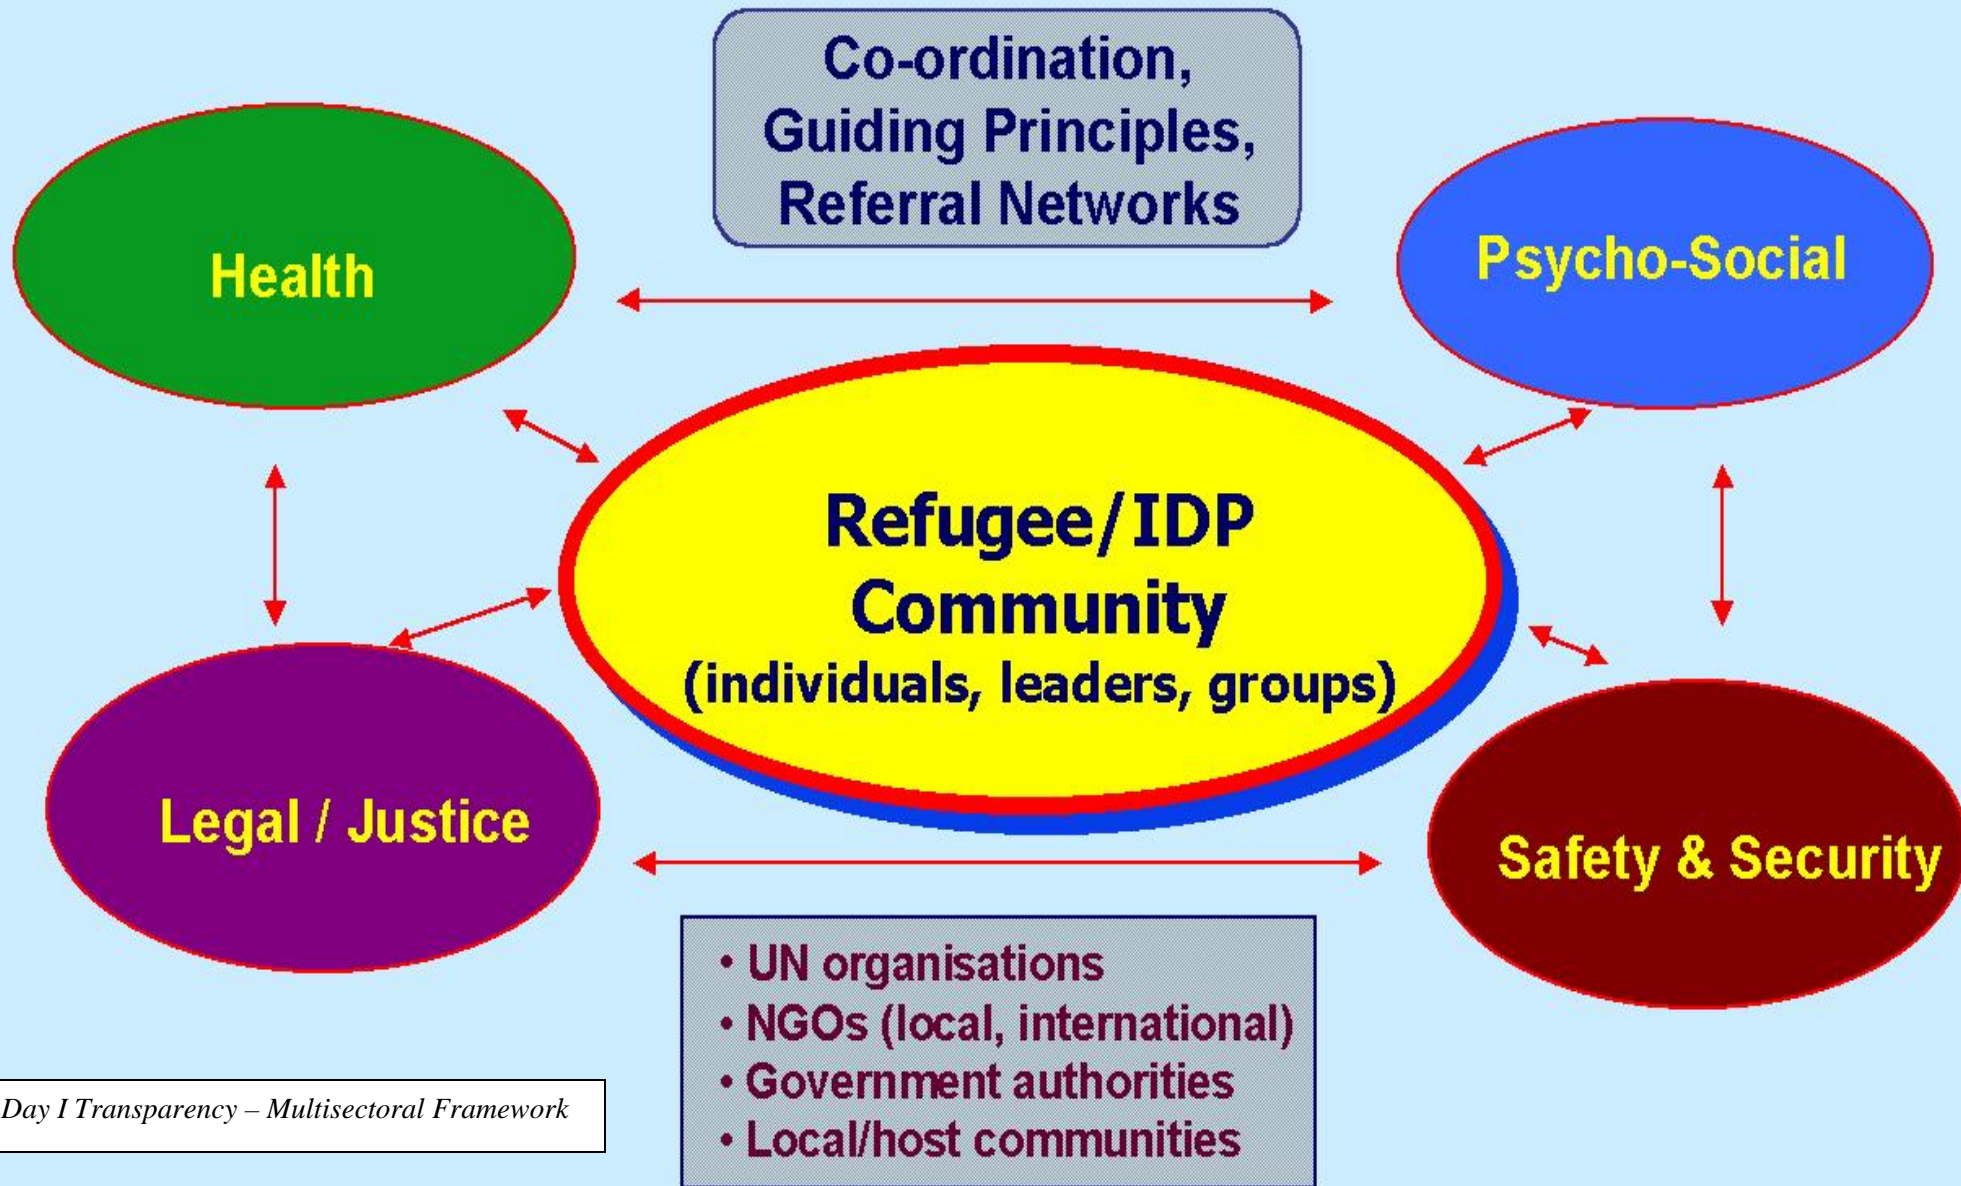 Co-ordination,
Guiding Principles,
Referral Networks
Health
Psycho-Social
Refugee/IDP
Community
(individuals, leaders, groups)
Legal / Justice
Safety & Security
• UN organisations
• NGOs (local, international)
• Government authorities
• Local/host communities
Day I Transparency – Multisectoral Framework